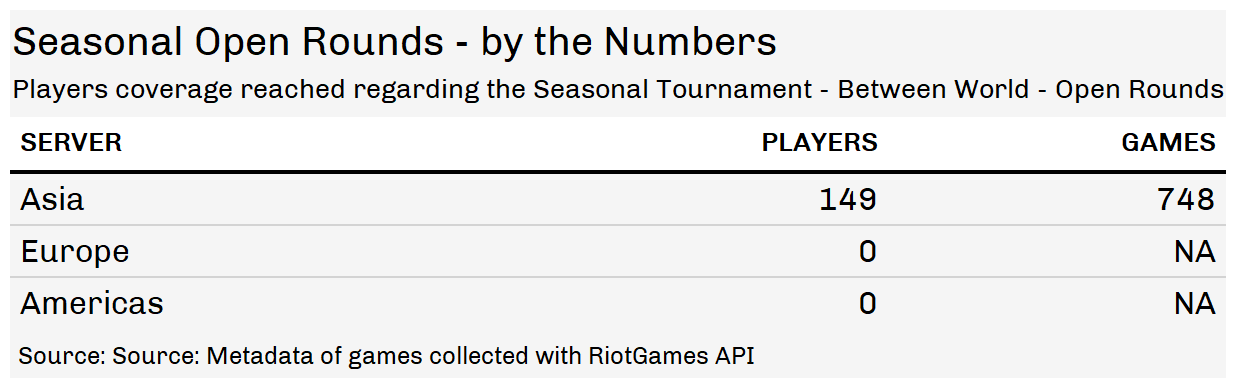 Seasonal Open Rounds - by the Numbers
Players coverage reached regarding the Seasonal Tournament - Between World - Open Rounds
SERVER PLAYERS GAMES
Asia 149 748
Europe 0 NA
Americas 0 NA
Source: Source: Metadata of games collected with RiotGames API